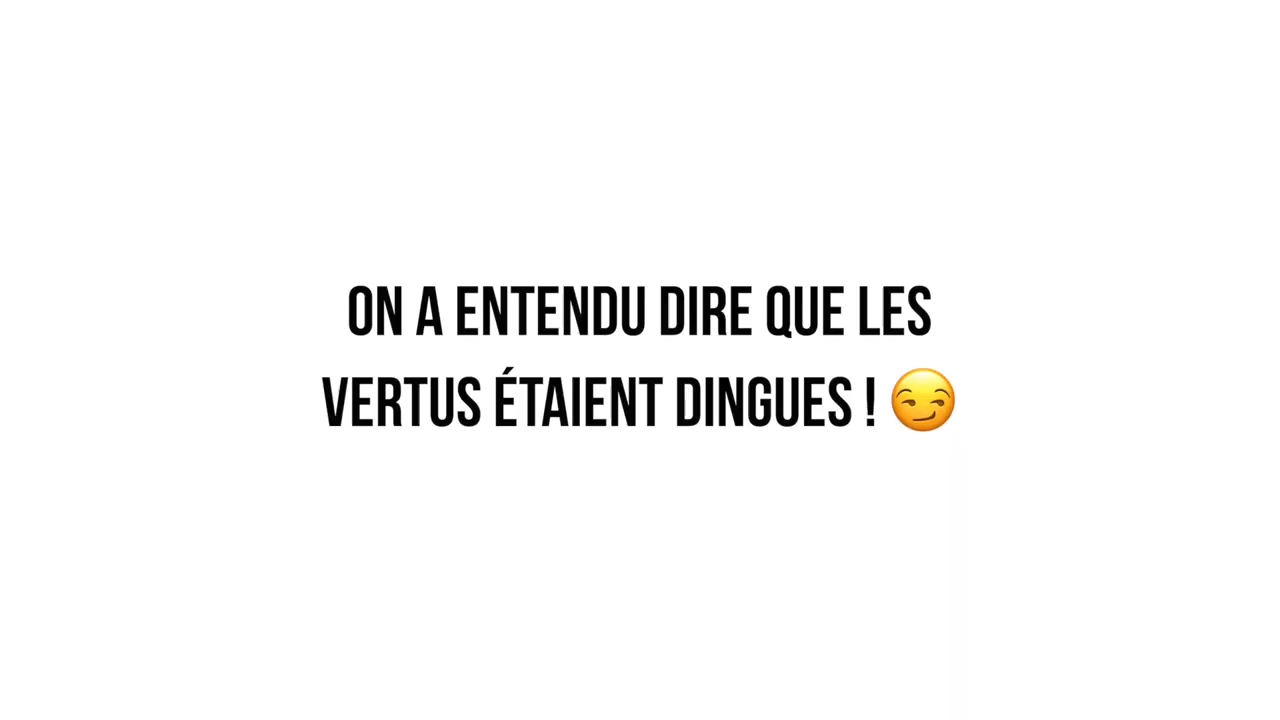 ON A ENTENDU DIRE QUE LES
VERTUS ÉTAIENT DINGUES ! 😏